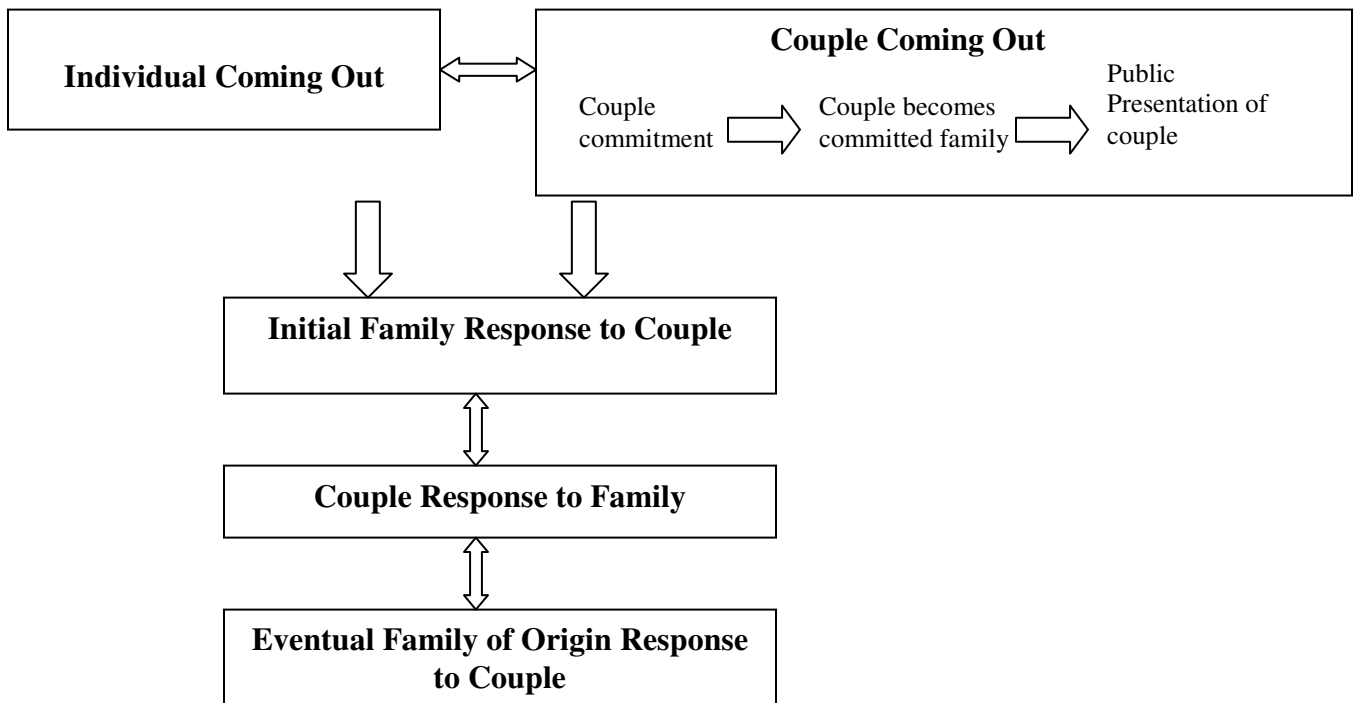 Individual Coming Out
Couple Coming Out
Couple
commitment
Couple becomes
committed family
Public
Presentation of
couple
Initial Family Response to Couple
Couple Response to Family
Eventual Family of Origin Response
to Couple